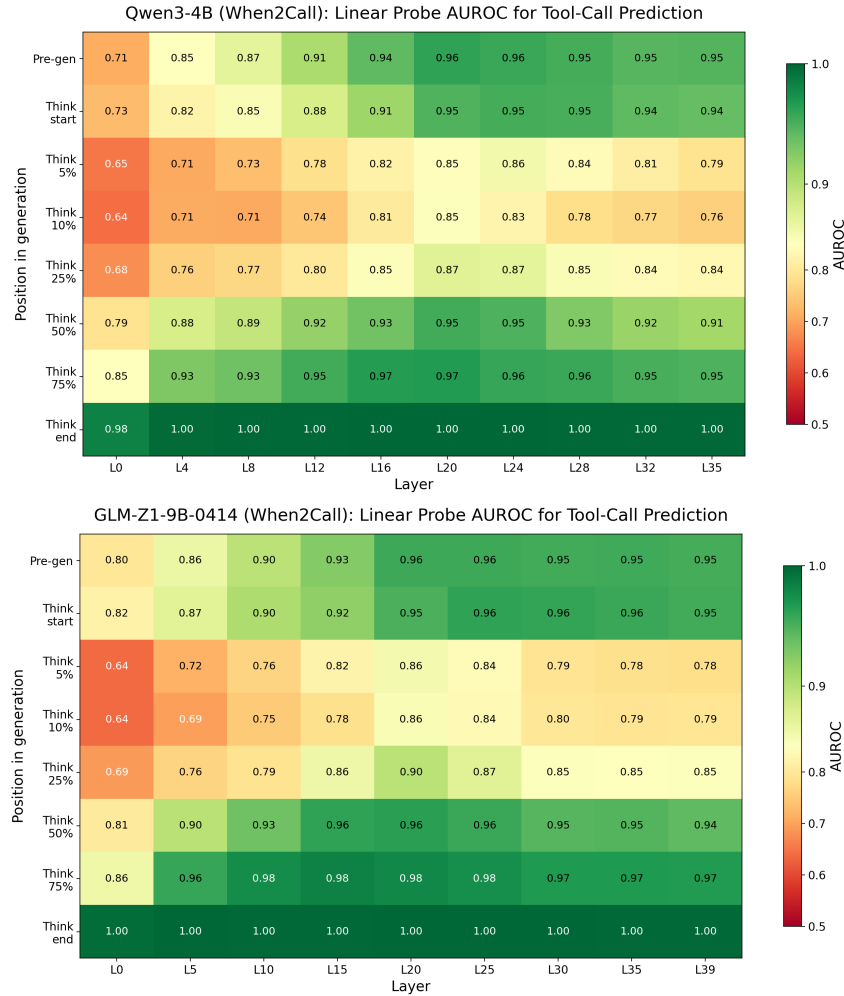 Qwen3-4B (When2Call): Linear Probe AUROC for Tool-Call Prediction
Pre-gen 0.71 0.85 0.87 0.91 0.94 0.96 0.96 0.95 0.95 0.95
Think start 0.73 0.82 0.85 0.88 0.91 0.95 0.95 0.95 0.94 0.94
Think 5% 0.65 0.71 0.73 0.78 0.82 0.85 0.86 0.84 0.81 0.79
Think 10% 0.64 0.71 0.71 0.74 0.81 0.85 0.83 0.78 0.77 0.76
Think 25% 0.68 0.76 0.77 0.80 0.85 0.87 0.87 0.85 0.84 0.84
Think 50% 0.79 0.88 0.89 0.92 0.93 0.95 0.95 0.93 0.92 0.91
Think 75% 0.85 0.93 0.93 0.95 0.97 0.97 0.96 0.96 0.95 0.95
Think end 0.98 1.00 1.00 1.00 1.00 1.00 1.00 1.00 1.00 1.00
L0 L4 L8 L12 L16 L20 L24 L28 L32 L35
Layer
Position in generation
1.0
0.9
0.8
0.7
0.6
0.5
AUROC
GLM-Z1-9B-0414 (When2Call): Linear Probe AUROC for Tool-Call Prediction
Pre-gen 0.80 0.86 0.90 0.93 0.96 0.96 0.95 0.95 0.95
Think start 0.82 0.87 0.90 0.92 0.95 0.96 0.96 0.96 0.95
Think 5% 0.64 0.72 0.76 0.82 0.86 0.84 0.79 0.78 0.78
Think 10% 0.64 0.69 0.75 0.78 0.86 0.84 0.80 0.79 0.79
Think 25% 0.69 0.76 0.79 0.86 0.90 0.87 0.85 0.85 0.85
Think 50% 0.81 0.90 0.93 0.96 0.96 0.96 0.95 0.95 0.94
Think 75% 0.86 0.96 0.98 0.98 0.98 0.98 0.97 0.97 0.97
Think end 1.00 1.00 1.00 1.00 1.00 1.00 1.00 1.00 1.00
L0 L5 L10 L15 L20 L25 L30 L35 L39
Layer
Position in generation
1.0
0.9
0.8
0.7
0.6
0.5
AUROC